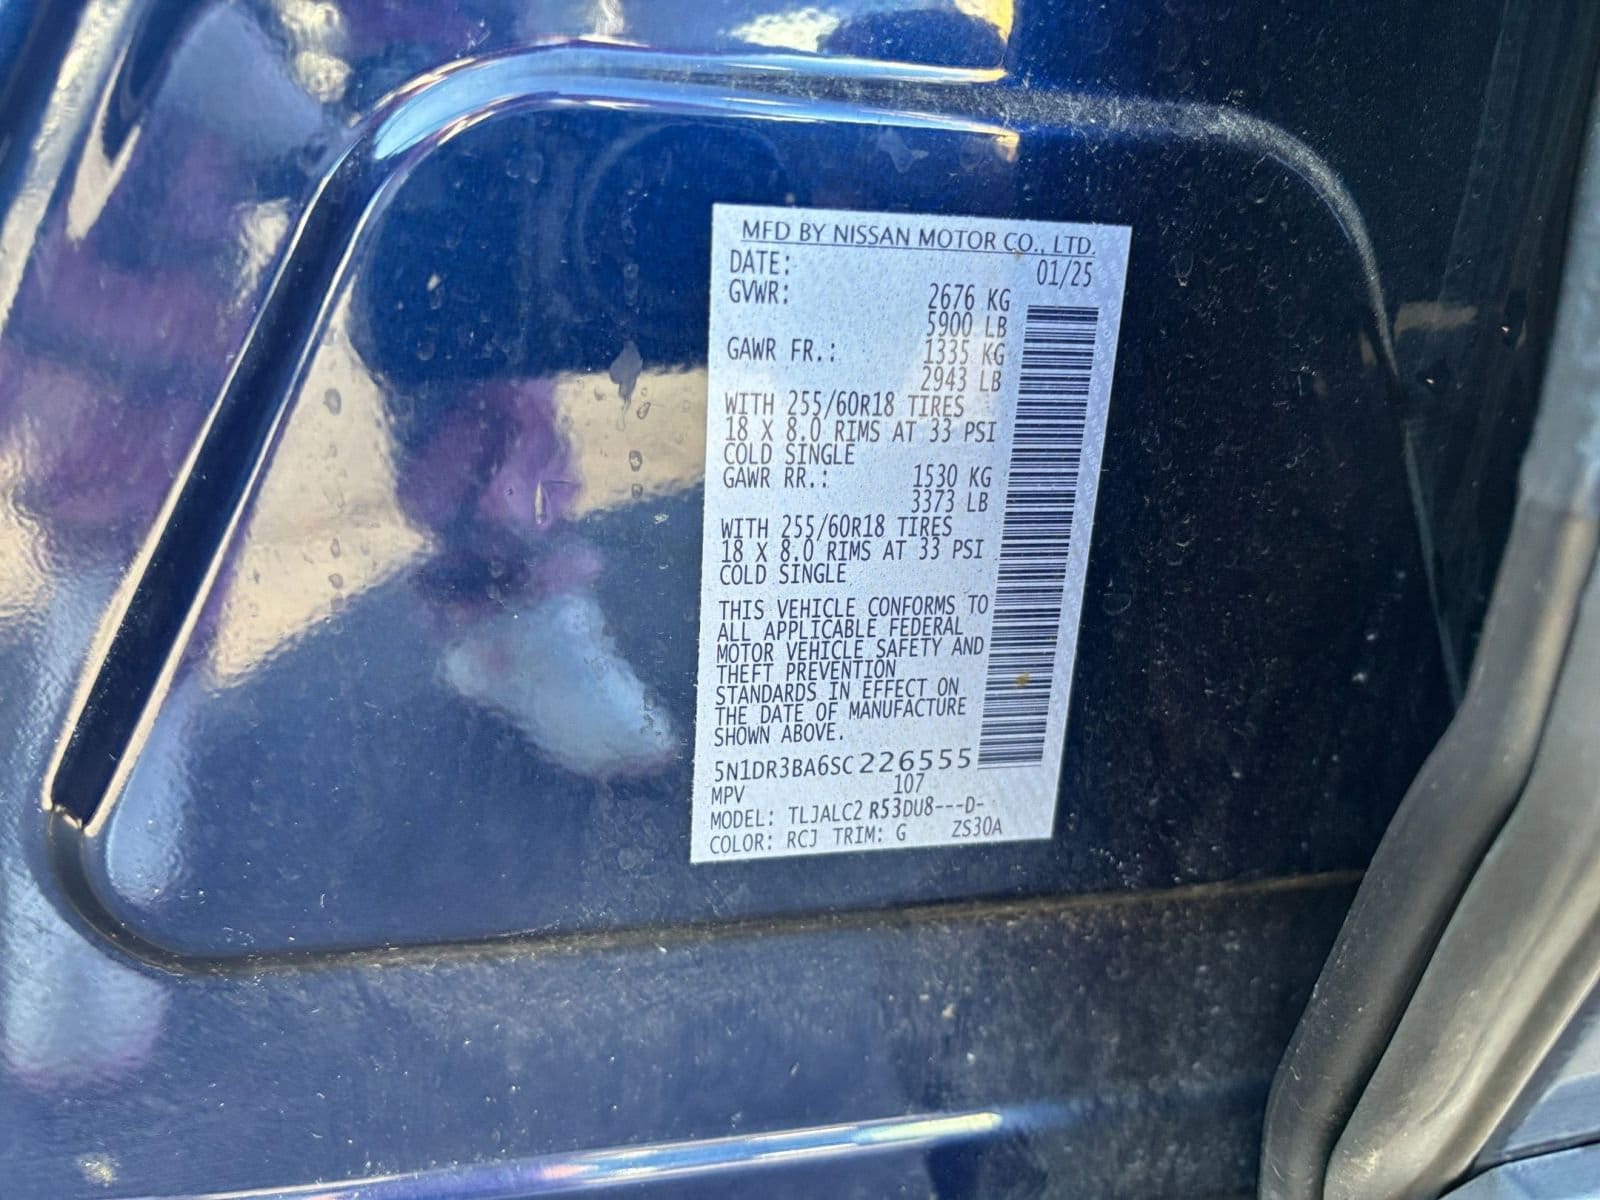 MFD BY NISSAN MOTOR CO., LTD.
DATE: 01/25
GVWR: 2676 KG
5900 LB
GAWR FR.: 1335 KG
2943 LB
WITH 255/60R18 TIRES
18 X 8.0 RIMS AT 33 PSI
COLD SINGLE
GAWR RR.: 1530 KG
3373 LB
WITH 255/60R18 TIRES
18 X 8.0 RIMS AT 33 PSI
COLD SINGLE
THIS VEHICLE CONFORMS TO
ALL APPLICABLE FEDERAL
MOTOR VEHICLE SAFETY AND
THEFT PREVENTION
STANDARDS IN EFFECT ON
THE DATE OF MANUFACTURE
SHOWN ABOVE.
5N1DR3BA6SC226555
MPV 107
MODEL: TLJALC2 R53DU8---D-
COLOR: RCJ TRIM: G ZS30A